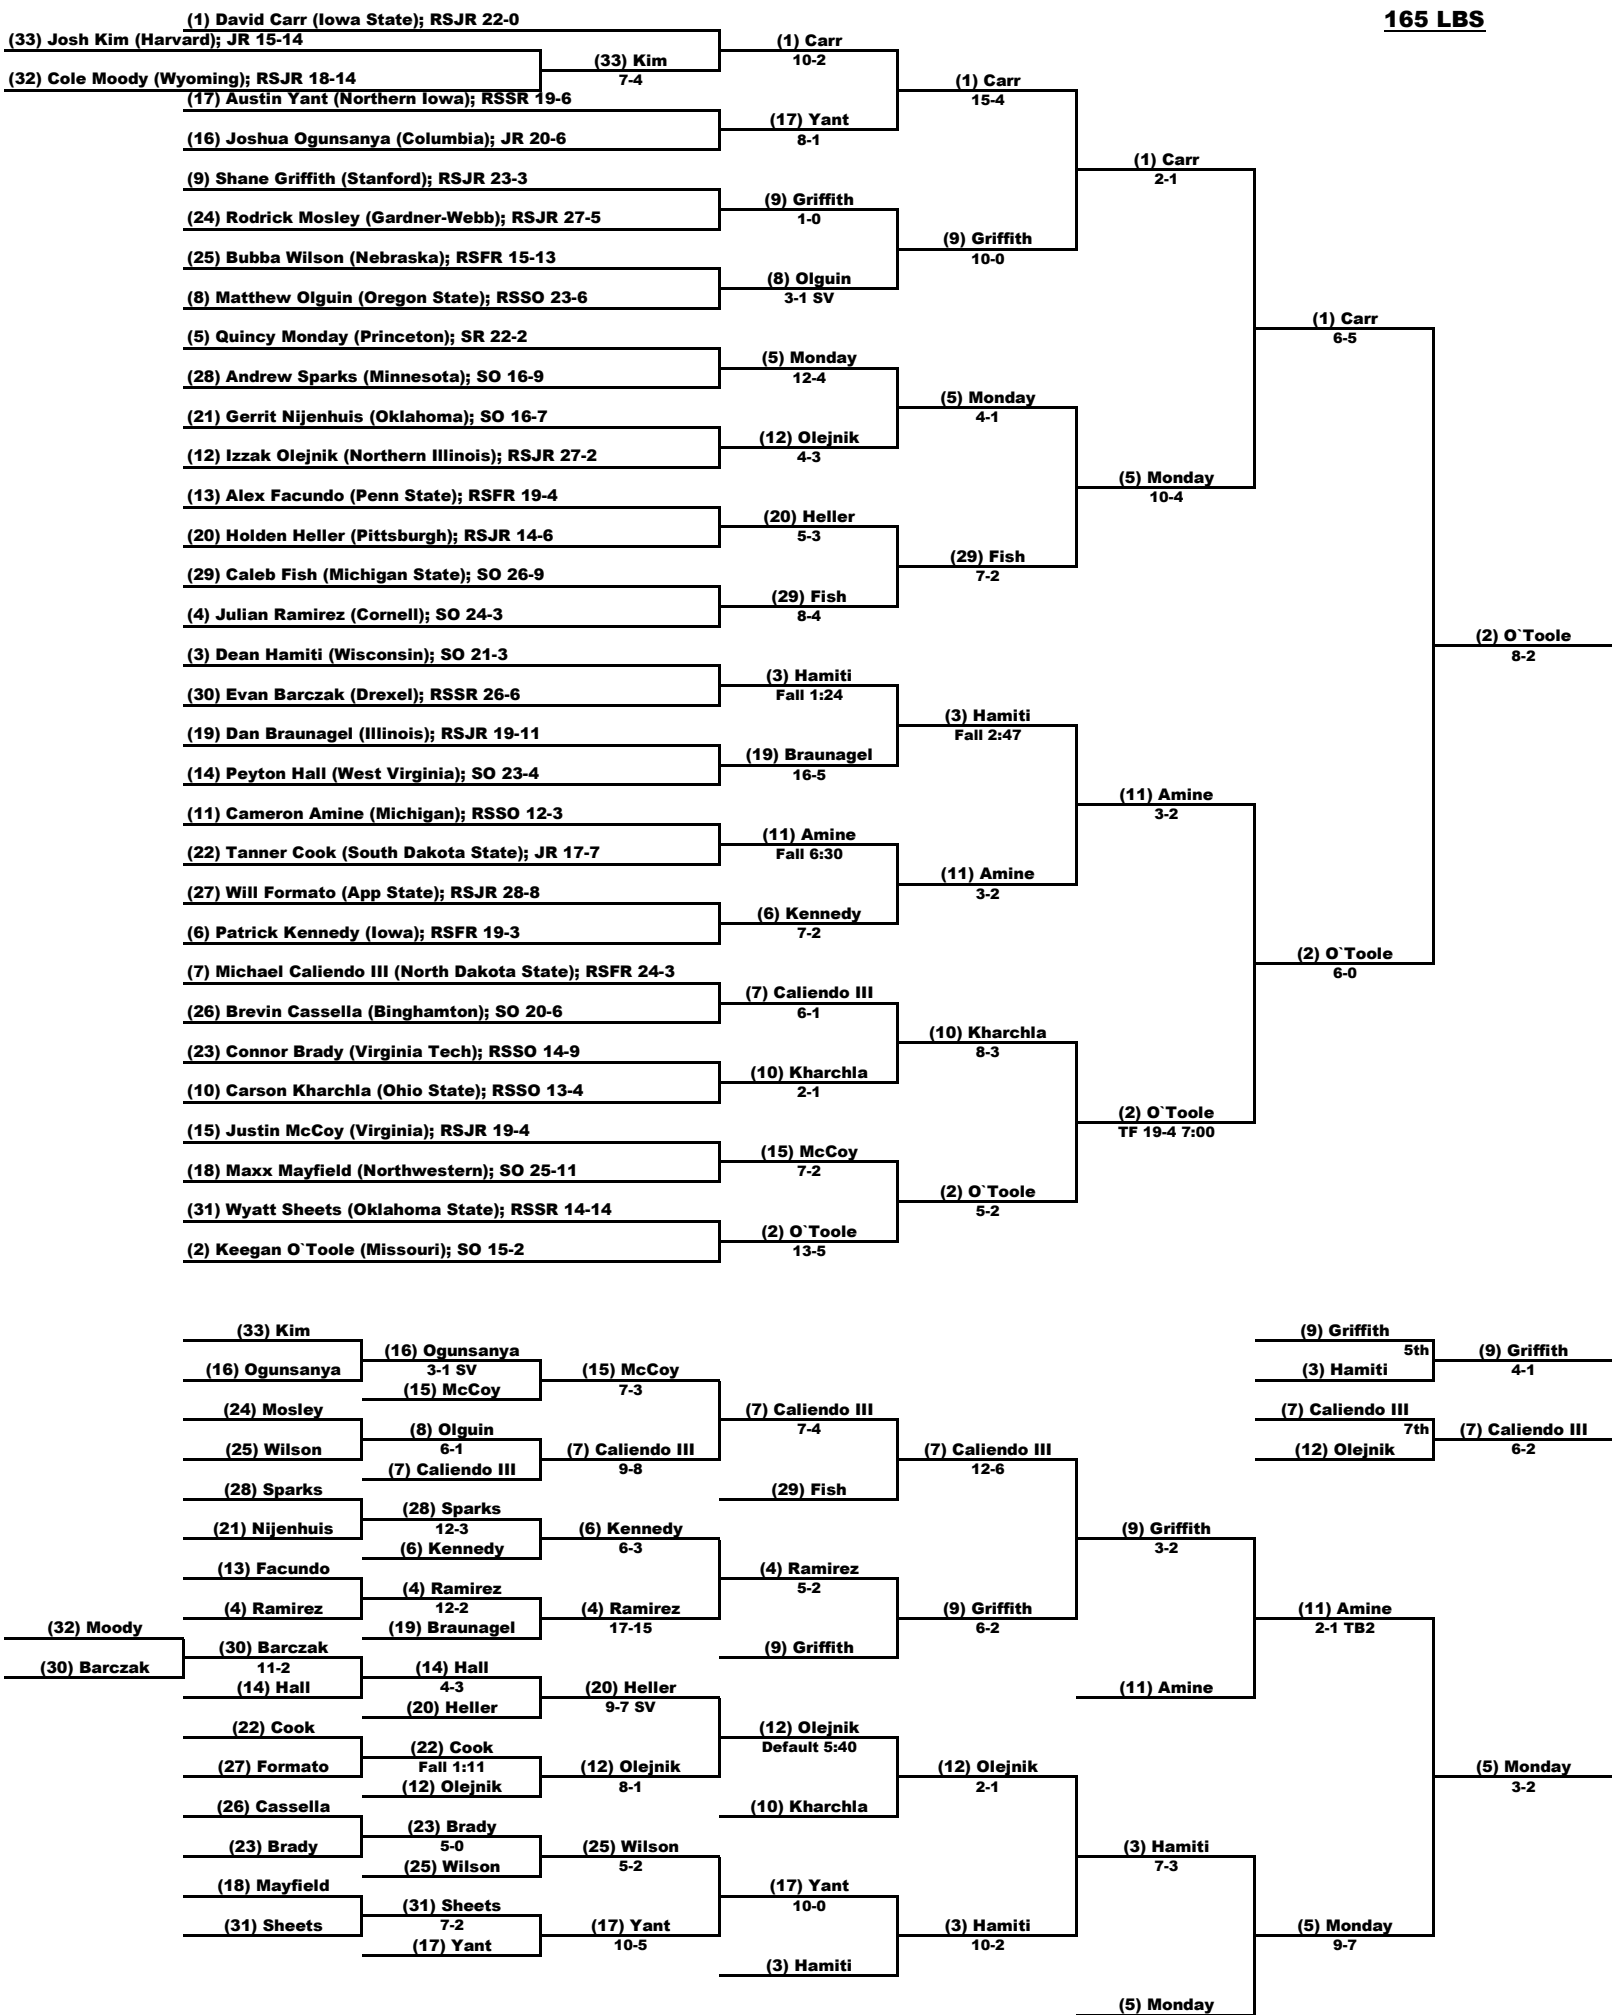 165 LBS
(1) David Carr (Iowa State); RSJR 22-0
(33) Josh Kim (Harvard); JR 15-14
(32) Cole Moody (Wyoming); RSJR 18-14
(17) Austin Yant (Northern Iowa); RSSR 19-6
(16) Joshua Ogunsanya (Columbia); JR 20-6
(9) Shane Griffith (Stanford); RSJR 23-3
(24) Rodrick Mosley (Gardner-Webb); RSJR 27-5
(25) Bubba Wilson (Nebraska); RSFR 15-13
(8) Matthew Olguin (Oregon State); RSSO 23-6
(5) Quincy Monday (Princeton); SR 22-2
(28) Andrew Sparks (Minnesota); SO 16-9
(21) Gerrit Nijenhuis (Oklahoma); SO 16-7
(12) Izzak Olejnik (Northern Illinois); RSJR 27-2
(13) Alex Facundo (Penn State); RSFR 19-4
(20) Holden Heller (Pittsburgh); RSJR 14-6
(29) Caleb Fish (Michigan State); SO 26-9
(4) Julian Ramirez (Cornell); SO 24-3
(3) Dean Hamiti (Wisconsin); SO 21-3
(30) Evan Barczak (Drexel); RSSR 26-6
(19) Dan Braunagel (Illinois); RSJR 19-11
(14) Peyton Hall (West Virginia); SO 23-4
(11) Cameron Amine (Michigan); RSSO 12-3
(22) Tanner Cook (South Dakota State); JR 17-7
(27) Will Formato (App State); RSJR 28-8
(6) Patrick Kennedy (Iowa); RSFR 19-3
(7) Michael Caliendo III (North Dakota State); RSFR 24-3
(26) Brevin Cassella (Binghamton); SO 20-6
(23) Connor Brady (Virginia Tech); RSSO 14-9
(10) Carson Kharchla (Ohio State); RSSO 13-4
(15) Justin McCoy (Virginia); RSJR 19-4
(18) Maxx Mayfield (Northwestern); SO 25-11
(31) Wyatt Sheets (Oklahoma State); RSSR 14-14
(2) Keegan O`Toole (Missouri); SO 15-2
(33) Kim
7-4
(1) Carr
10-2
(17) Yant
8-1
(9) Griffith
1-0
(8) Olguin
3-1 SV
(5) Monday
12-4
(12) Olejnik
4-3
(20) Heller
5-3
(29) Fish
8-4
(3) Hamiti
Fall 1:24
(19) Braunagel
16-5
(11) Amine
Fall 6:30
(6) Kennedy
7-2
(7) Caliendo III
6-1
(10) Kharchla
2-1
(15) McCoy
7-2
(2) O`Toole
13-5
(1) Carr
15-4
(9) Griffith
10-0
(5) Monday
4-1
(29) Fish
7-2
(3) Hamiti
Fall 2:47
(11) Amine
3-2
(10) Kharchla
8-3
(2) O`Toole
5-2
(1) Carr
2-1
(5) Monday
10-4
(11) Amine
3-2
(2) O`Toole
TF 19-4 7:00
(1) Carr
6-5
(2) O`Toole
6-0
(2) O`Toole
8-2
(32) Moody
(30) Barczak
(33) Kim
(16) Ogunsanya
(24) Mosley
(25) Wilson
(28) Sparks
(21) Nijenhuis
(13) Facundo
(4) Ramirez
(30) Barczak
11-2
(14) Hall
(22) Cook
(27) Formato
(26) Cassella
(23) Brady
(18) Mayfield
(31) Sheets
(16) Ogunsanya
3-1 SV
(15) McCoy
(8) Olguin
6-1
(7) Caliendo III
(28) Sparks
12-3
(6) Kennedy
(4) Ramirez
12-2
(19) Braunagel
(14) Hall
4-3
(20) Heller
(22) Cook
Fall 1:11
(12) Olejnik
(23) Brady
5-0
(25) Wilson
(31) Sheets
7-2
(17) Yant
(15) McCoy
7-3
(7) Caliendo III
9-8
(6) Kennedy
6-3
(4) Ramirez
17-15
(20) Heller
9-7 SV
(12) Olejnik
8-1
(25) Wilson
5-2
(17) Yant
10-5
(7) Caliendo III
7-4
(29) Fish
(4) Ramirez
5-2
(9) Griffith
(12) Olejnik
Default 5:40
(10) Kharchla
(17) Yant
10-0
(3) Hamiti
(7) Caliendo III
12-6
(9) Griffith
6-2
(12) Olejnik
2-1
(3) Hamiti
10-2
(9) Griffith
3-2
(11) Amine
(3) Hamiti
7-3
(5) Monday
(11) Amine
2-1 TB2
(5) Monday
9-7
(5) Monday
3-2
(9) Griffith
5th
(3) Hamiti
(9) Griffith
4-1
(7) Caliendo III
7th
(12) Olejnik
(7) Caliendo III
6-2